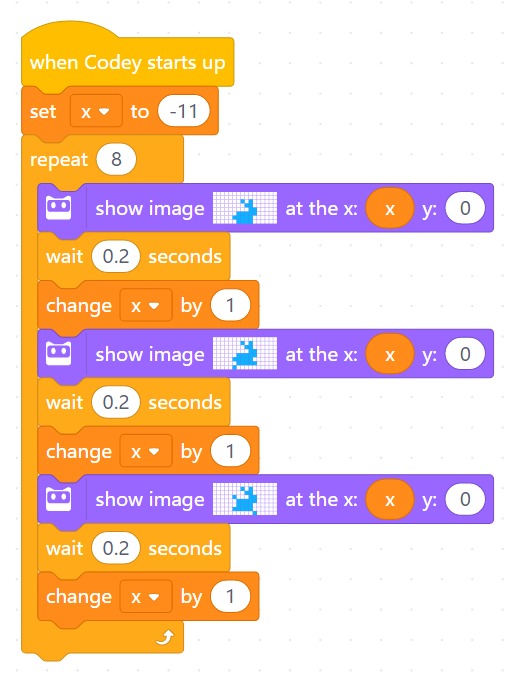 when Codey starts up
set x to -11
repeat 8
show image at the x: x y: 0
wait 0.2 seconds
change x by 1
show image at the x: x y: 0
wait 0.2 seconds
change x by 1
show image at the x: x y: 0
wait 0.2 seconds
change x by 1